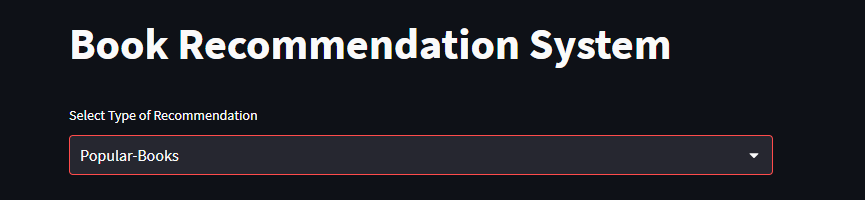 Book Recommendation System
Select Type of Recommendation
Popular-Books